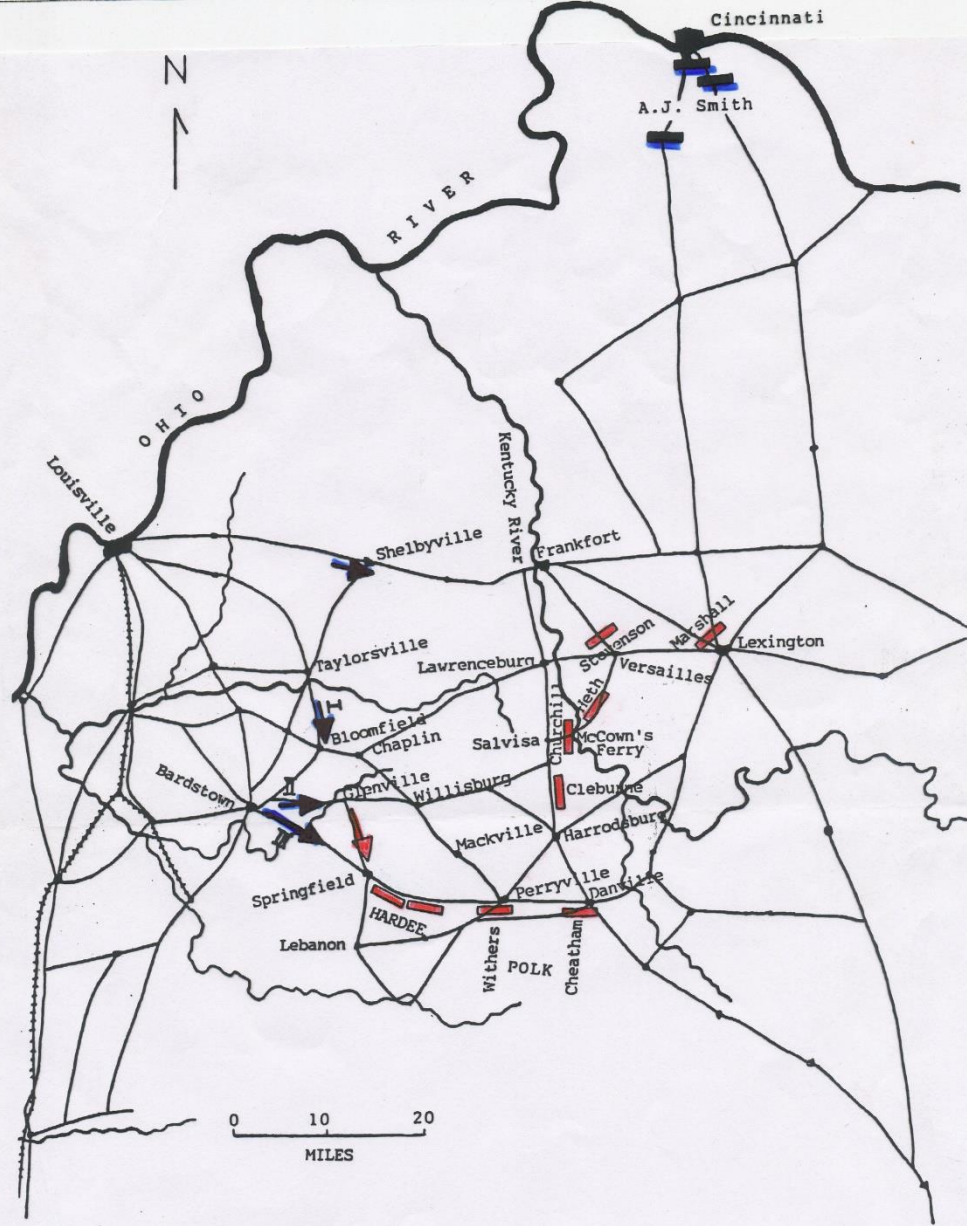 Cincinnati
N
A.J. Smith
OHIO RIVER
Louisville
Kentucky River
Shelbyville
Frankfort
Marshall
Stevenson
Lexington
Taylorsville
Lawrenceburg
Versailles
Heth
I
Bloomfield
Churchill
Chaplin
Salvisa
McCown's
Ferry
Bardstown
II
Glenville
Willisburg
Cleburne
III
Mackville
Harrodsburg
Springfield
Perryville
Danville
HARDEE
Lebanon
Withers
POLK
Cheatham
0 10 20
MILES